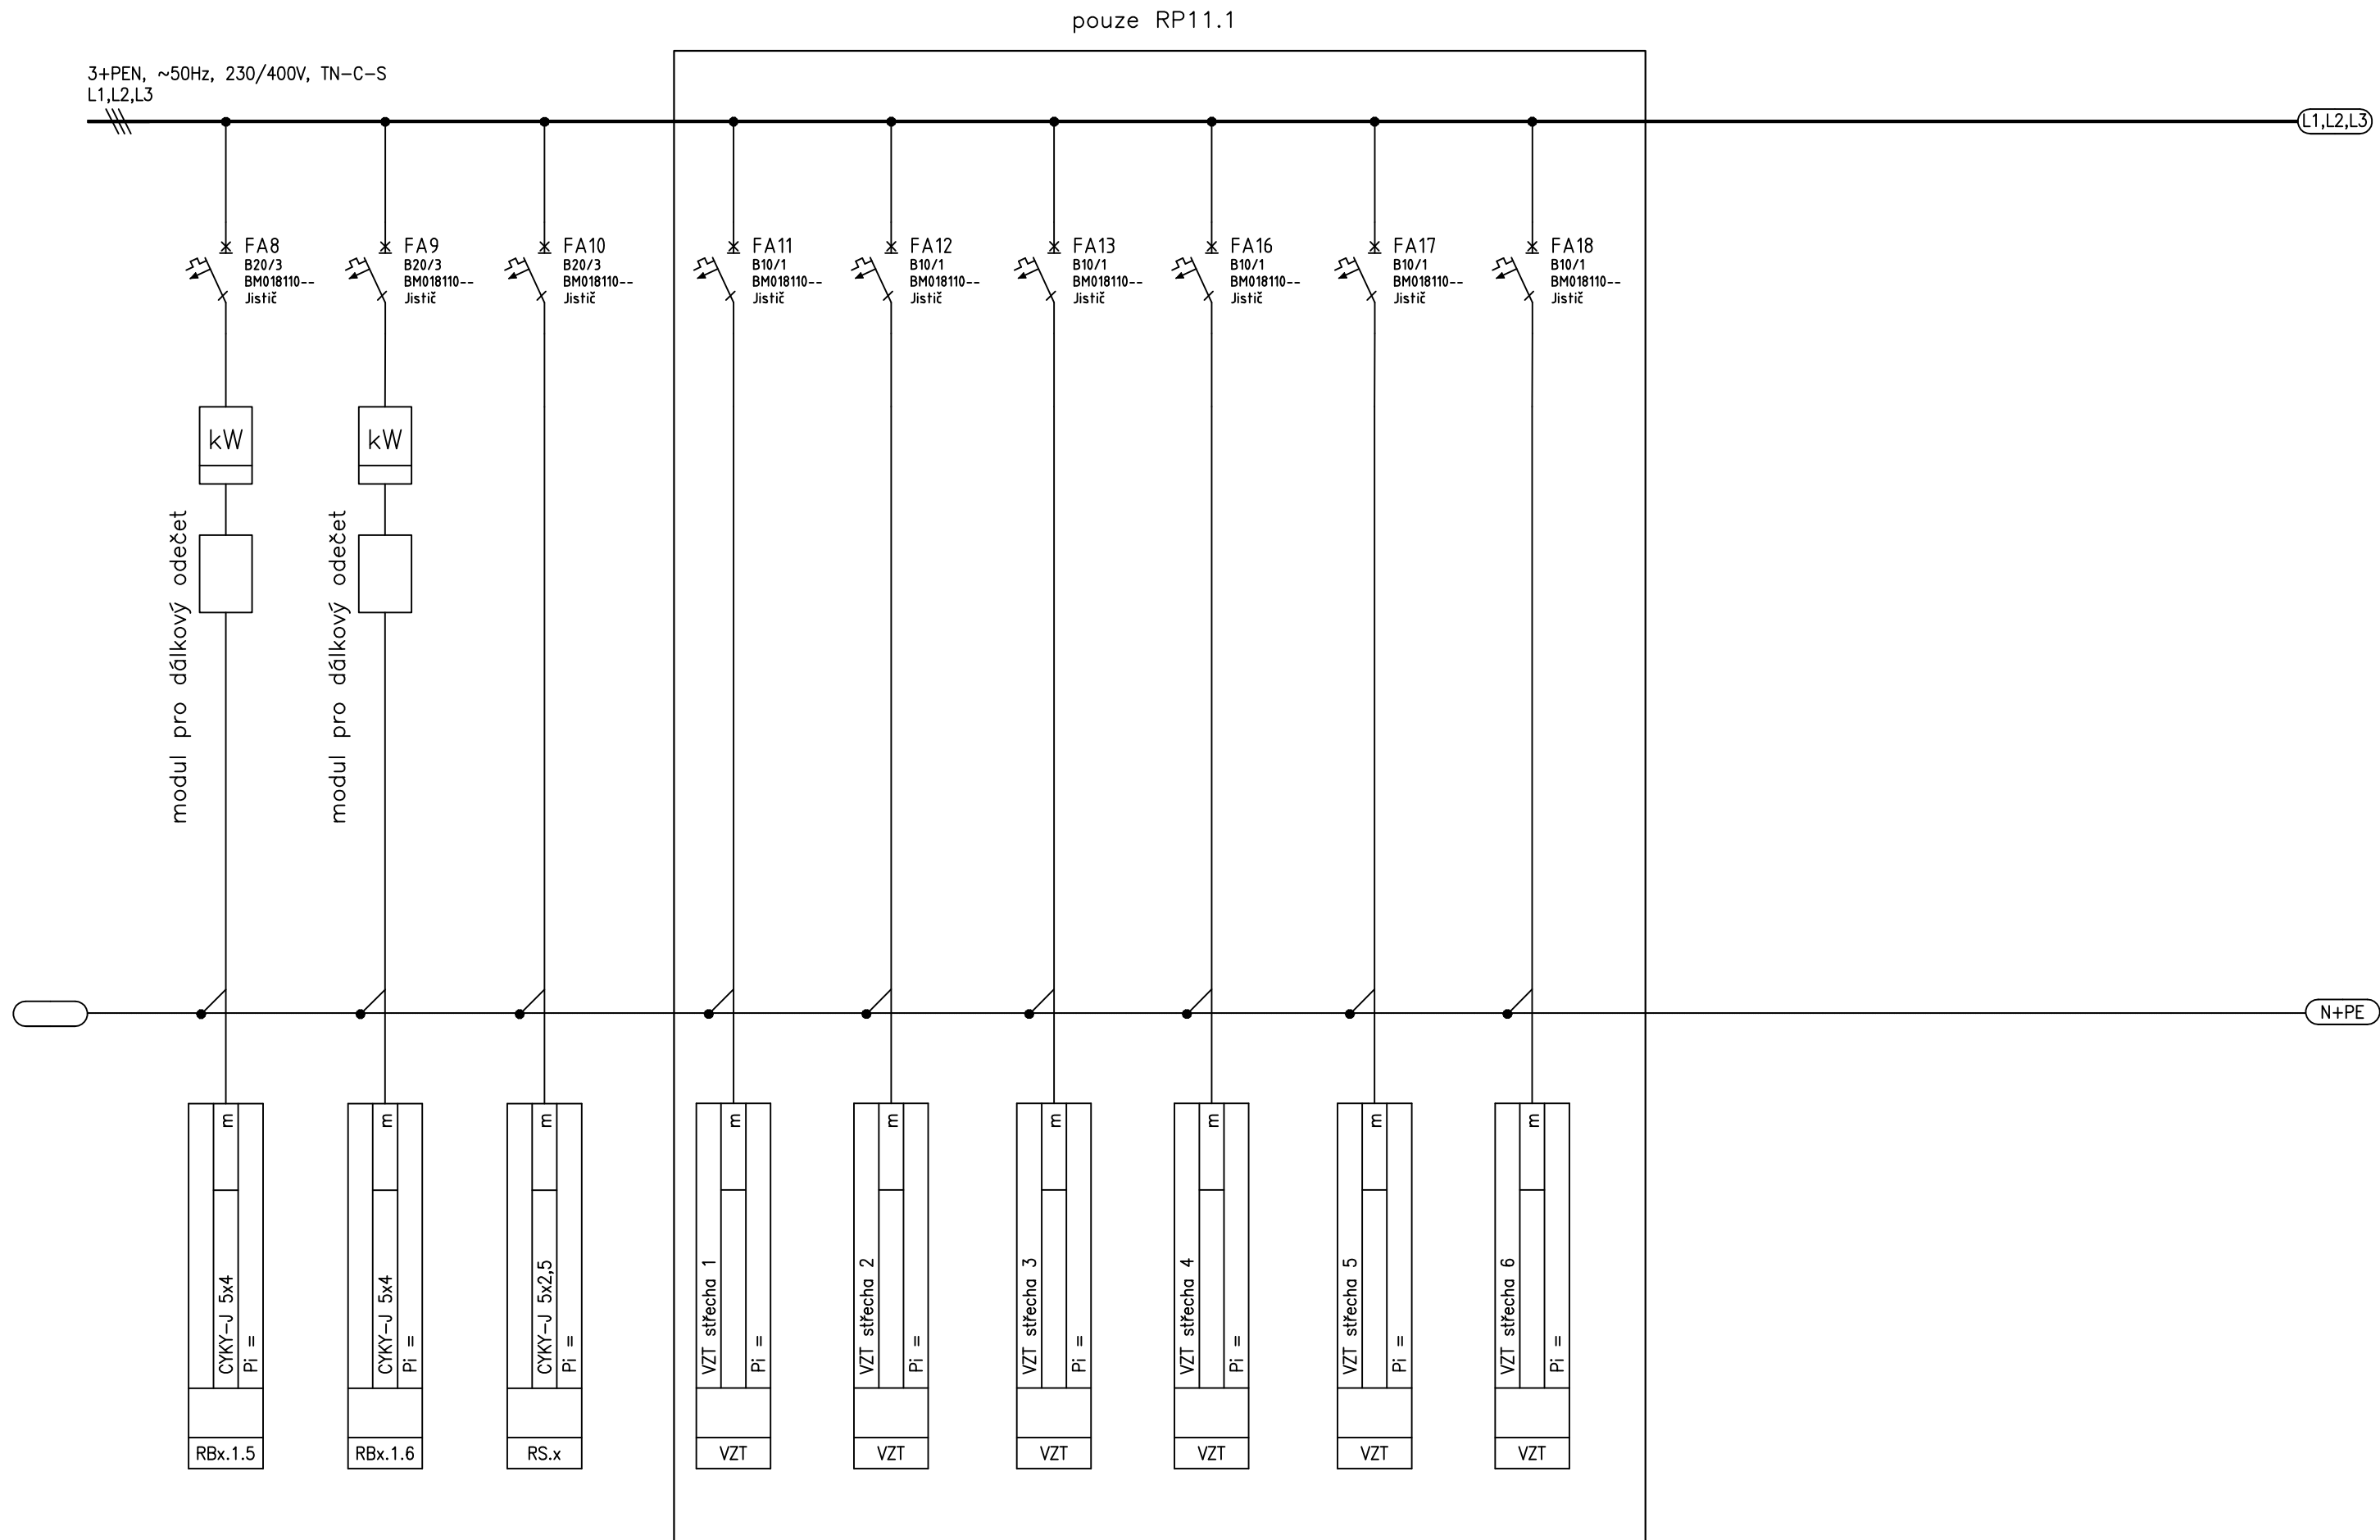 pouze RP11.1
3+PEN, ~50Hz, 230/400V, TN-C-S
L1,L2,L3
L1,L2,L3
FA8
B20/3
BM018110--
Jistič
FA9
B20/3
BM018110--
Jistič
FA10
B20/3
BM018110--
Jistič
FA11
B10/1
BM018110--
Jistič
FA12
B10/1
BM018110--
Jistič
FA13
B10/1
BM018110--
Jistič
FA16
B10/1
BM018110--
Jistič
FA17
B10/1
BM018110--
Jistič
FA18
B10/1
BM018110--
Jistič
kW
kW
modul pro dálkový odečet
modul pro dálkový odečet
N+PE
CYKY-J 5x4
m
Pi =
RBx.1.5
CYKY-J 5x4
m
Pi =
RBx.1.6
CYKY-J 5x2,5
m
Pi =
RS.x
VZT střecha 1
m
Pi =
VZT
VZT střecha 2
m
Pi =
VZT
VZT střecha 3
m
Pi =
VZT
VZT střecha 4
m
Pi =
VZT
VZT střecha 5
m
Pi =
VZT
VZT střecha 6
m
Pi =
VZT